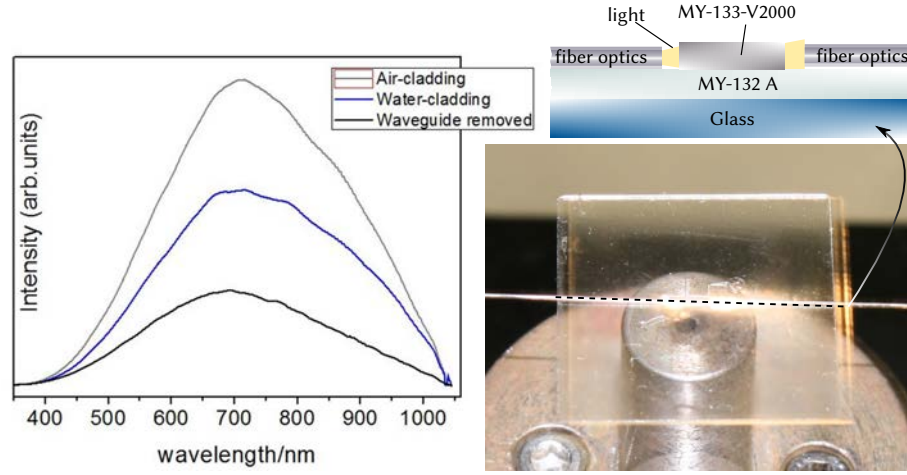 Intensity (arb.units)
Air-cladding
Water-cladding
Waveguide removed
400 500 600 700 800 900 1000
wavelength/nm
MY-133-V2000
light
fiber optics
fiber optics
MY-132 A
Glass